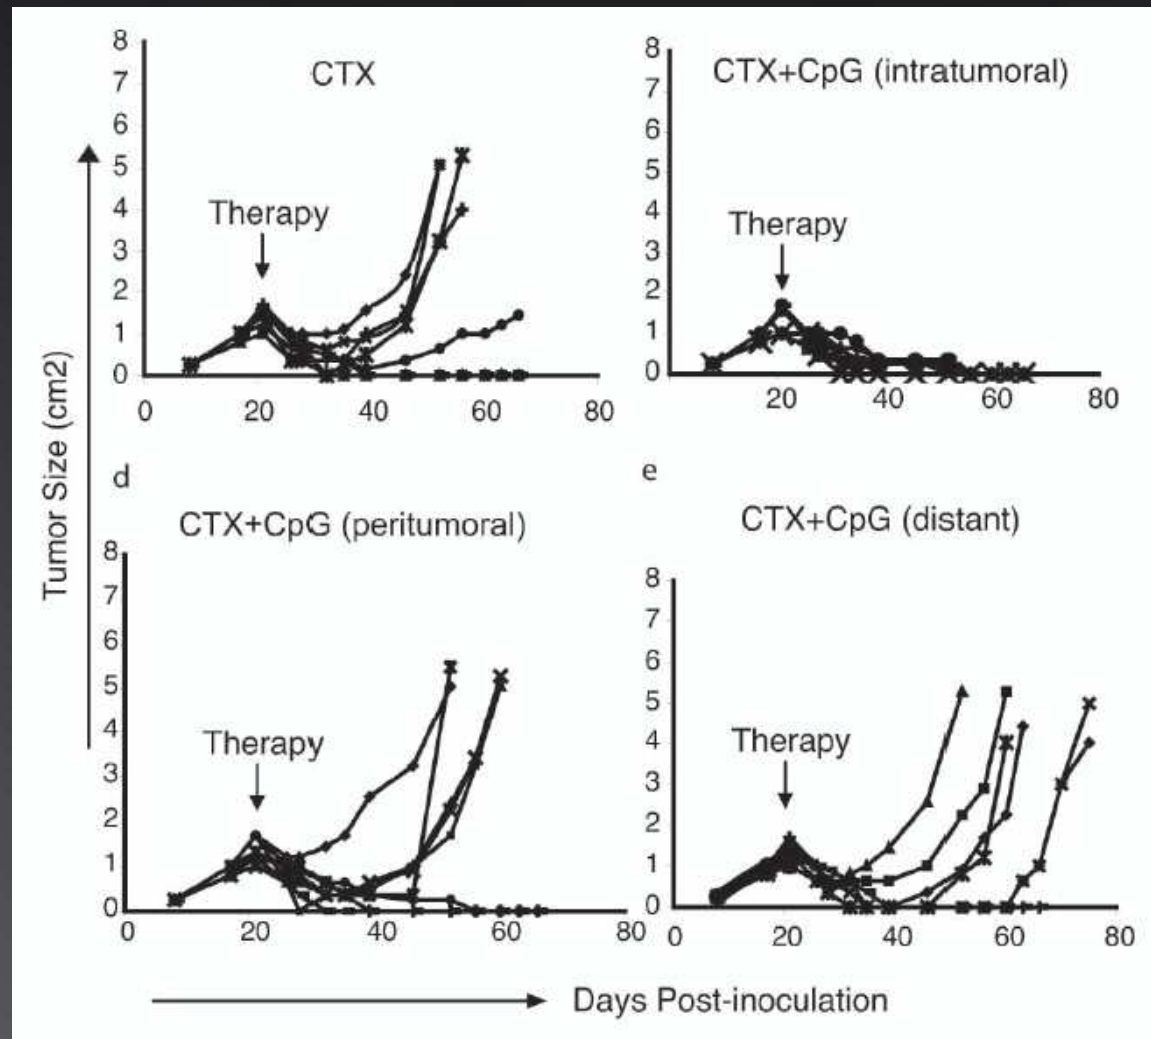 CTX
8
7
6
5
4
3
2
1
0
Therapy
0 20 40 60 80
CTX+CpG (intratumoral)
8
7
6
5
4
3
2
1
0
Therapy
20 40 60 80
Tumor Size (cm2)
d
CTX+CpG (peritumoral)
8
7
6
5
4
3
2
1
0
Therapy
0 20 40 60 80
e
CTX+CpG (distant)
8
7
6
5
4
3
2
1
0
Therapy
0 20 40 60 80
Days Post-inoculation